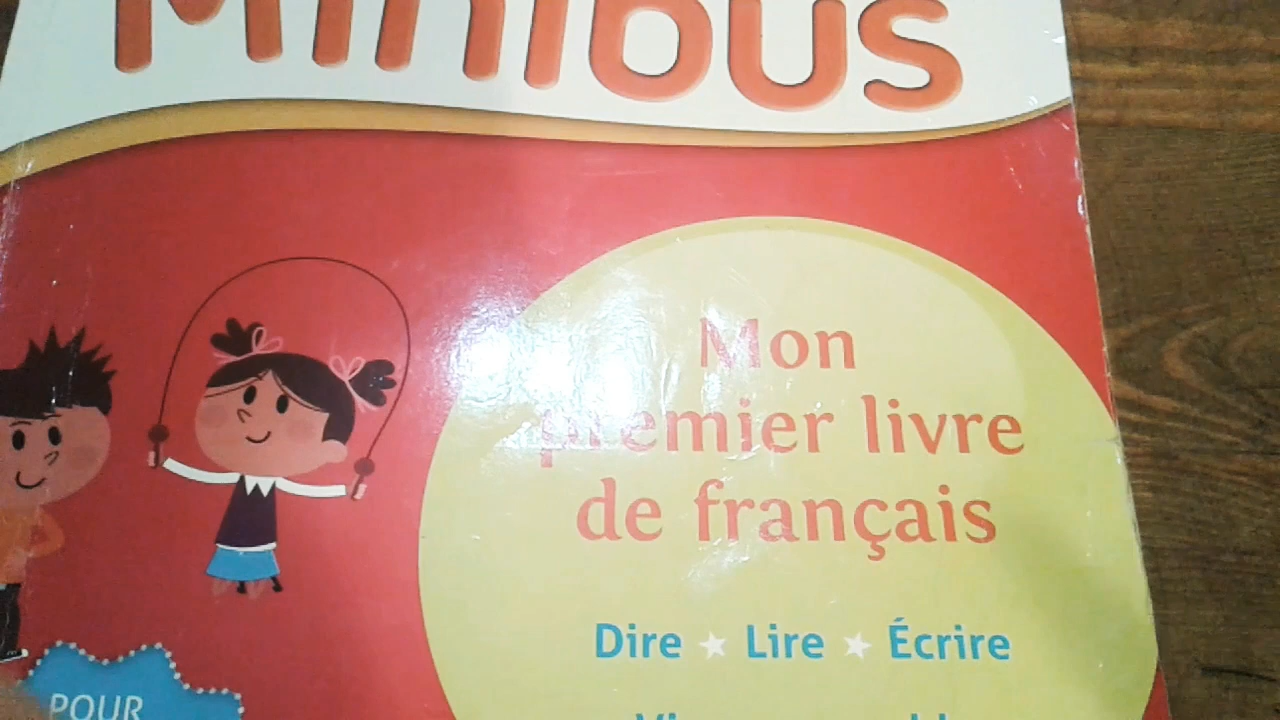 Minibus
Mon
premier livre
de français
Dire ★ Lire ★ Écrire
POUR